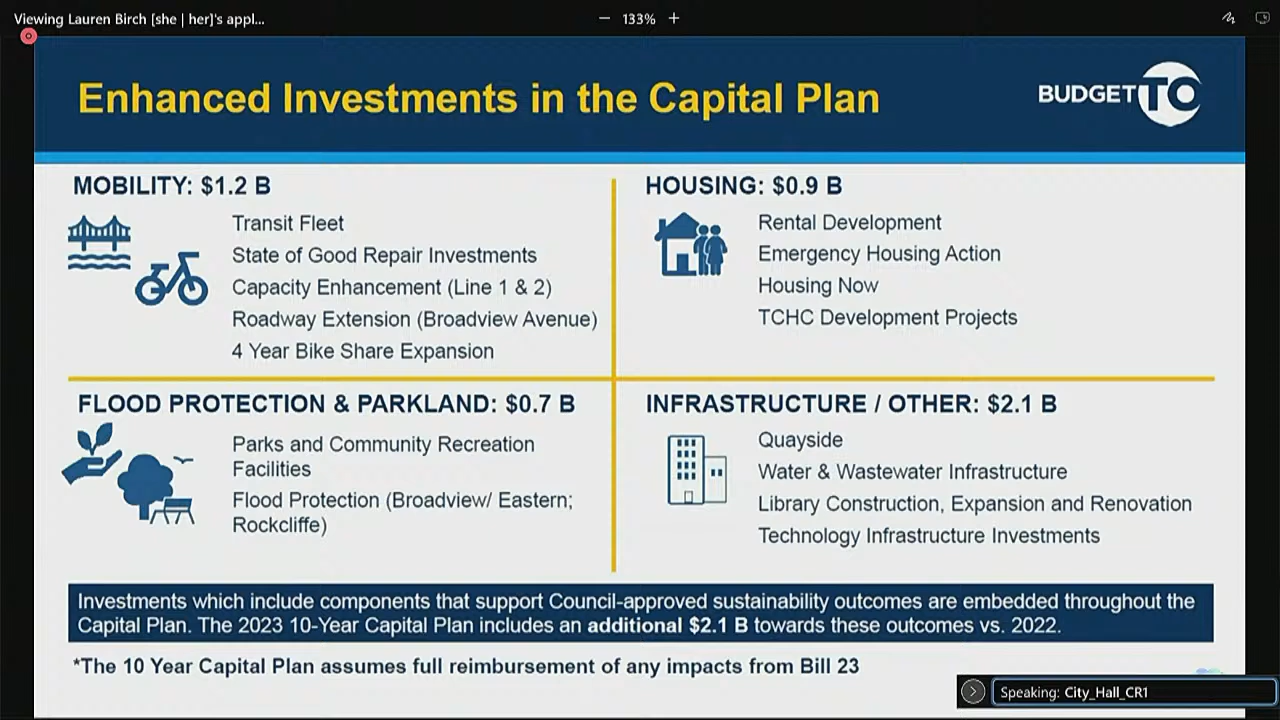 Viewing Lauren Birch [she | her]'s appl...
133%
Enhanced Investments in the Capital Plan
BUDGETTO
MOBILITY: $1.2 B
Transit Fleet
State of Good Repair Investments
Capacity Enhancement (Line 1 & 2)
Roadway Extension (Broadview Avenue)
4 Year Bike Share Expansion
HOUSING: $0.9 B
Rental Development
Emergency Housing Action
Housing Now
TCHC Development Projects
FLOOD PROTECTION & PARKLAND: $0.7 B
Parks and Community Recreation
Facilities
Flood Protection (Broadview/ Eastern;
Rockcliffe)
INFRASTRUCTURE / OTHER: $2.1 B
Quayside
Water & Wastewater Infrastructure
Library Construction, Expansion and Renovation
Technology Infrastructure Investments
Investments which include components that support Council-approved sustainability outcomes are embedded throughout the
Capital Plan. The 2023 10-Year Capital Plan includes an additional $2.1 B towards these outcomes vs. 2022.
*The 10 Year Capital Plan assumes full reimbursement of any impacts from Bill 23
Speaking: City_Hall_CR1